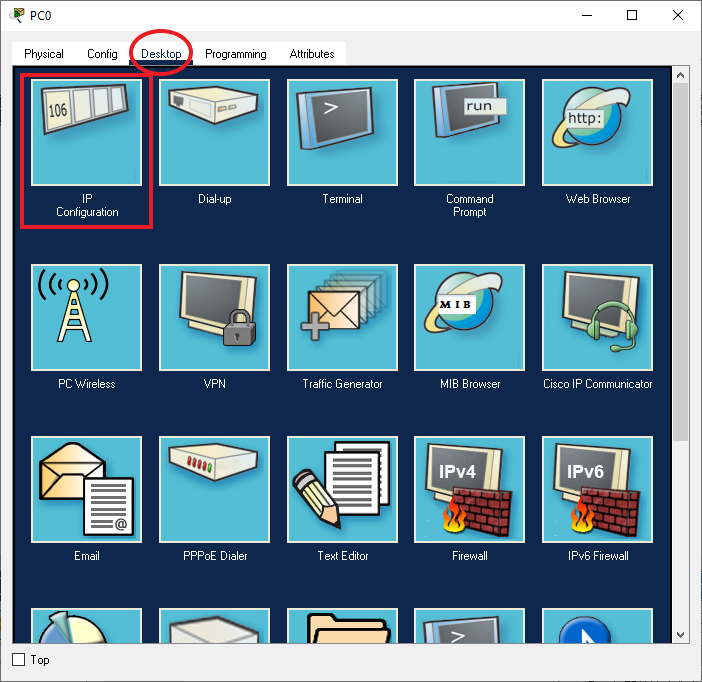 PC0
Physical Config Desktop Programming Attributes
106
run
http:
IP
Configuration
Dial-up
Terminal
Command
Prompt
Web Browser
MIB
PC Wireless
VPN
Traffic Generator
MIB Browser
Cisco IP Communicator
@
IPv4
IPv6
Email
PPPoE Dialer
Text Editor
Firewall
IPv6 Firewall
Top